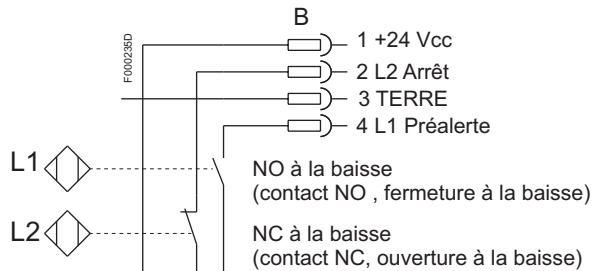 B
F000235D
1 +24 Vcc
2 L2 Arrêt
3 TERRE
4 L1 Préalerte
L1
NO à la baisse
(contact NO , fermeture à la baisse)
L2
NC à la baisse
(contact NC, ouverture à la baisse)